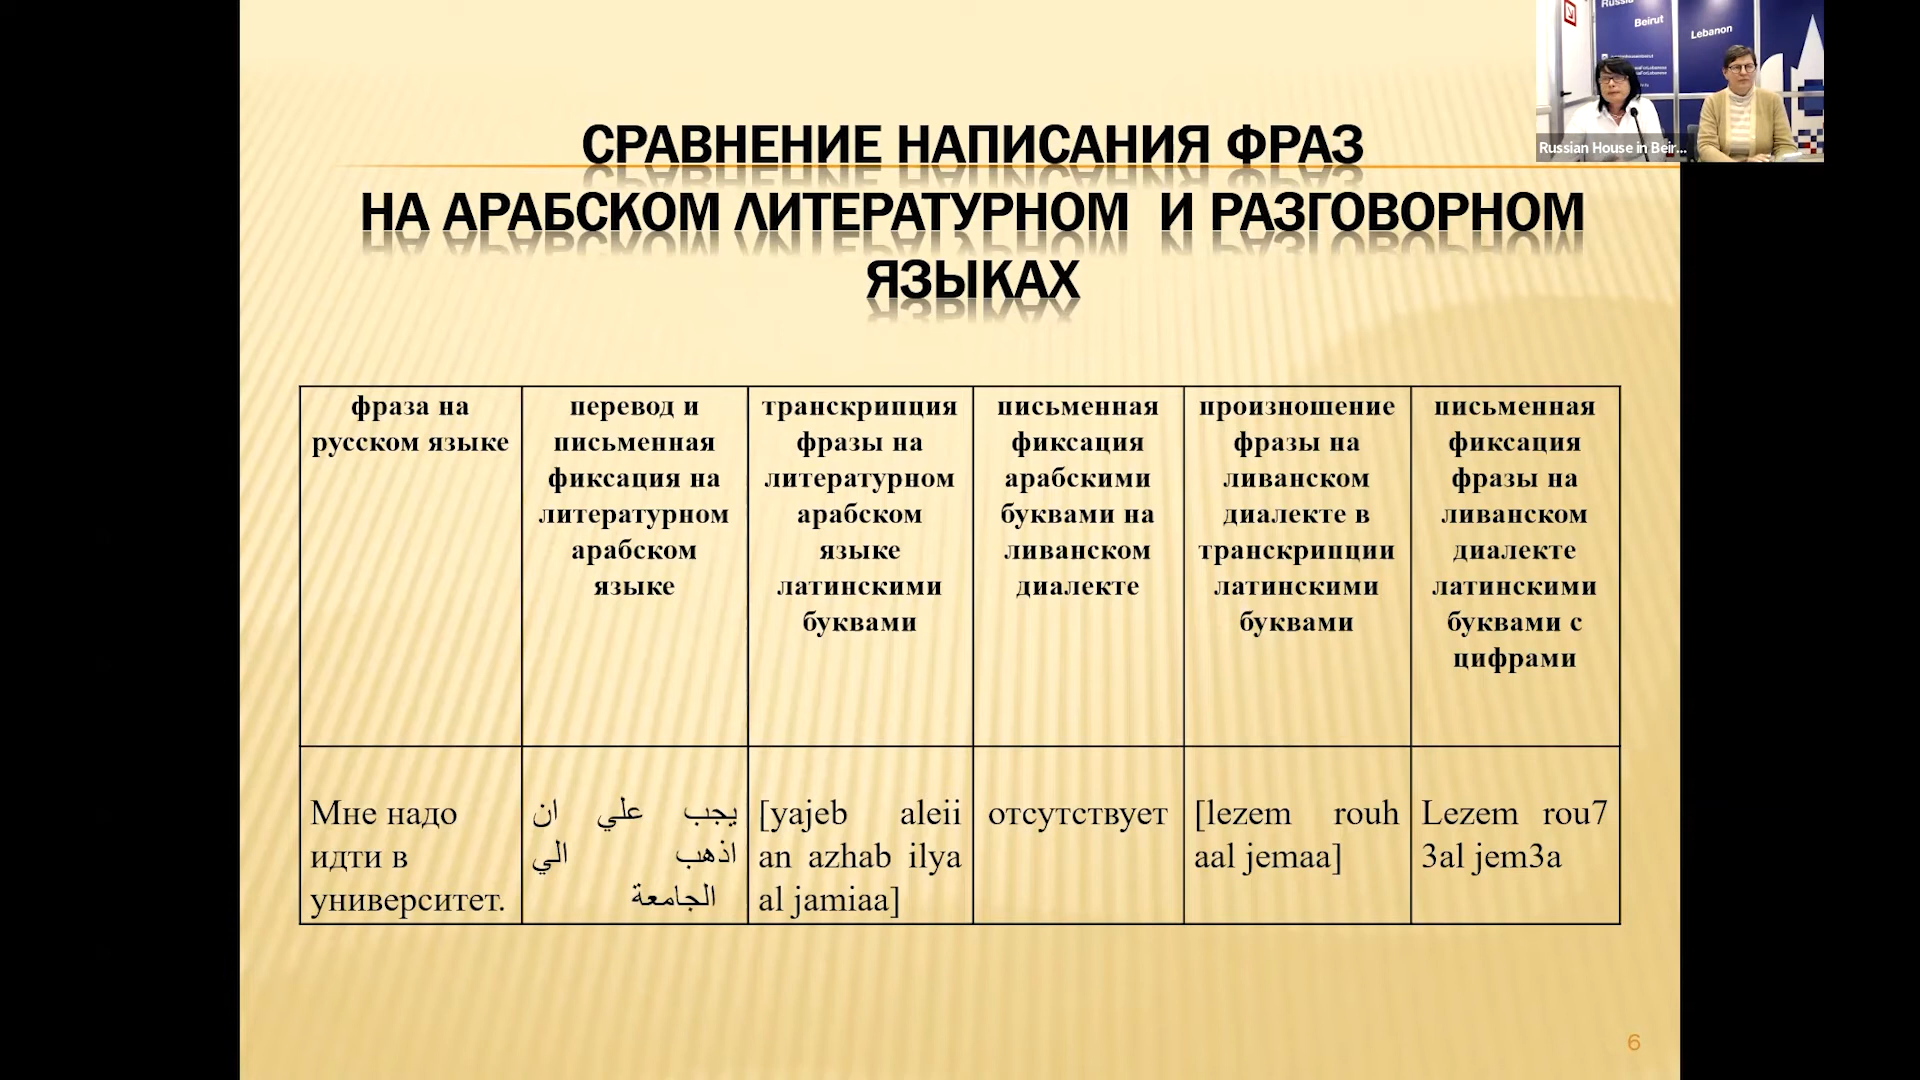 Russia
Beirut
Lebanon
Russian House in Beir...
СРАВНЕНИЕ НАПИСАНИЯ ФРАЗ
НА АРАБСКОМ ЛИТЕРАТУРНОМ И РАЗГОВОРНОМ
ЯЗЫКАХ
фраза на
русском языке
перевод и
письменная
фиксация на
литературном
арабском
языке
транскрипция
фразы на
литературном
арабском
языке
латинскими
буквами
письменная
фиксация
арабскими
буквами на
ливанском
диалекте
произношение
фразы на
ливанском
диалекте в
транскрипции
латинскими
буквами
письменная
фиксация
фразы на
ливанском
диалекте
латинскими
буквами с
цифрами
Мне надо
идти в
университет.
يجب علي ان
اذهب الي
الجامعة
[yajeb aleii
an azhab ilya
al jamiaa]
отсутствует
[lezem rouh
aal jemaa]
Lezem rou7
3al jem3a
6